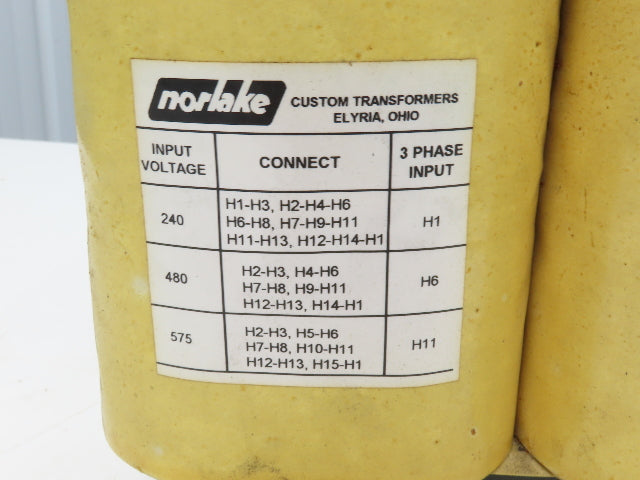 norlake CUSTOM TRANSFORMERS
ELYRIA, OHIO
INPUT VOLTAGE CONNECT 3 PHASE INPUT
240 H1-H3, H2-H4-H6 H1
H6-H8, H7-H9-H11
H11-H13, H12-H14-H1
480 H2-H3, H4-H6 H6
H7-H8, H9-H11
H12-H13, H14-H1
575 H2-H3, H5-H6 H11
H7-H8, H10-H11
H12-H13, H15-H1